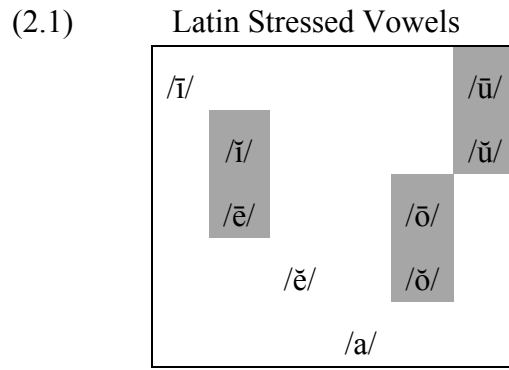 (2.1) Latin Stressed Vowels
/ī/ /ū/
/ĭ/ /ŭ/
/ē/ /ō/
/ĕ/ /ŏ/
/a/